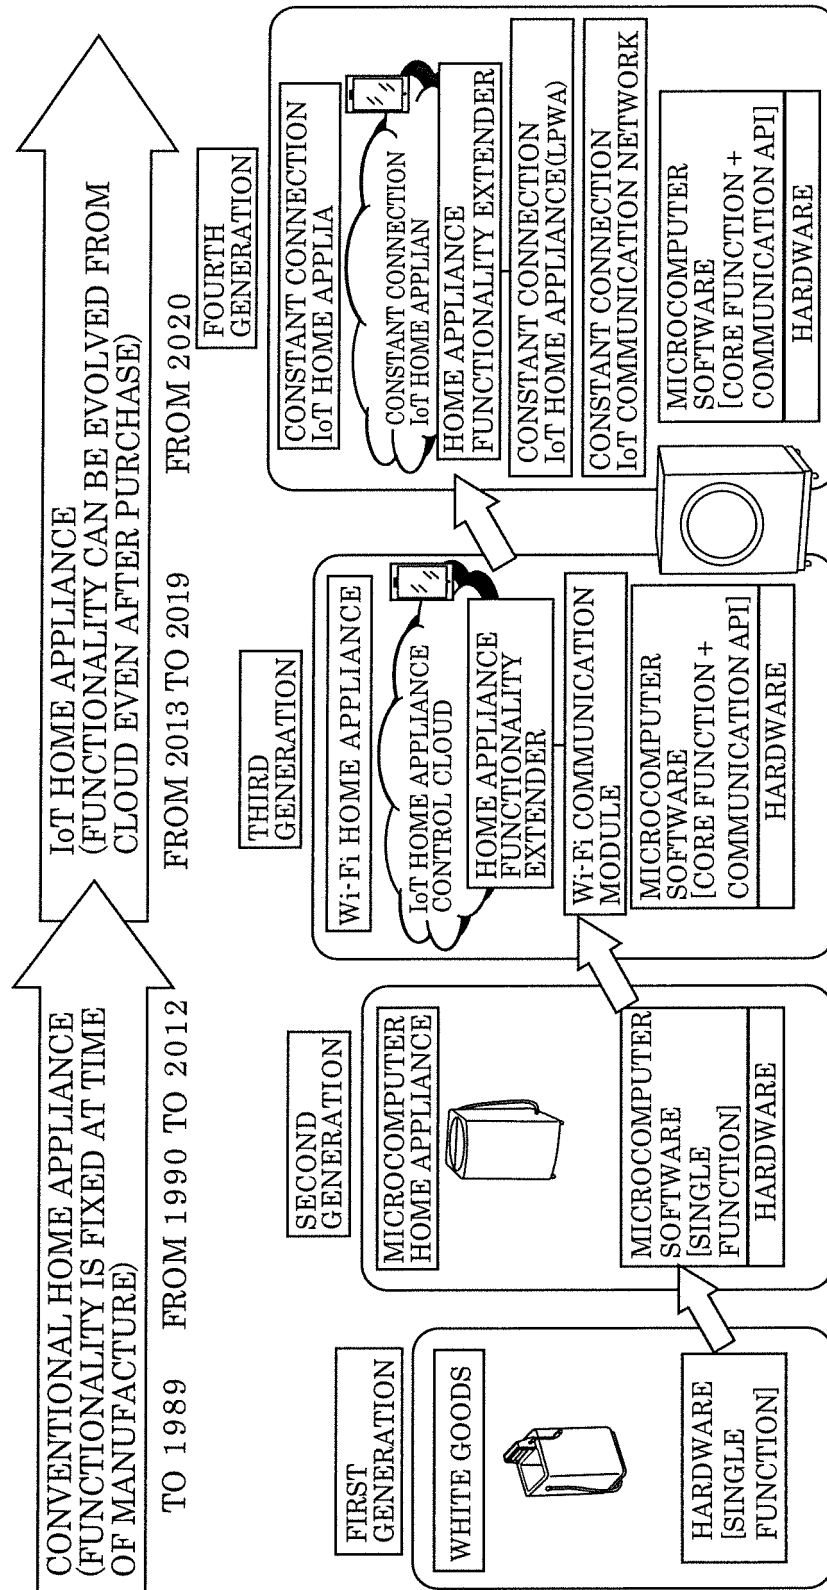 CONVENTIONAL HOME APPLIANCE
(FUNCTIONALITY IS FIXED AT TIME
OF MANUFACTURE)
IoT HOME APPLIANCE
(FUNCTIONALITY CAN BE EVOLVED FROM
CLOUD EVEN AFTER PURCHASE)
TO 1989
FROM 1990 TO 2012
FROM 2013 TO 2019
FROM 2020
FIRST
GENERATION
WHITE GOODS
HARDWARE
[SINGLE
FUNCTION]
SECOND
GENERATION
MICROCOMPUTER
HOME APPLIANCE
MICROCOMPUTER
SOFTWARE
[SINGLE
FUNCTION]
HARDWARE
THIRD
GENERATION
Wi-Fi HOME APPLIANCE
IoT HOME APPLIANCE
CONTROL CLOUD
HOME APPLIANCE
FUNCTIONALITY
EXTENDER
Wi-Fi COMMUNICATION
MODULE
MICROCOMPUTER
SOFTWARE
[CORE FUNCTION +
COMMUNICATION API]
HARDWARE
FOURTH
GENERATION
CONSTANT CONNECTION
IoT HOME APPLIA
CONSTANT CONNECTION
IoT HOME APPLIAN
HOME APPLIANCE
FUNCTIONALITY EXTENDER
CONSTANT CONNECTION
IoT HOME APPLIANCE(LPWA)
CONSTANT CONNECTION
IoT COMMUNICATION NETWORK
MICROCOMPUTER
SOFTWARE
[CORE FUNCTION +
COMMUNICATION API]
HARDWARE